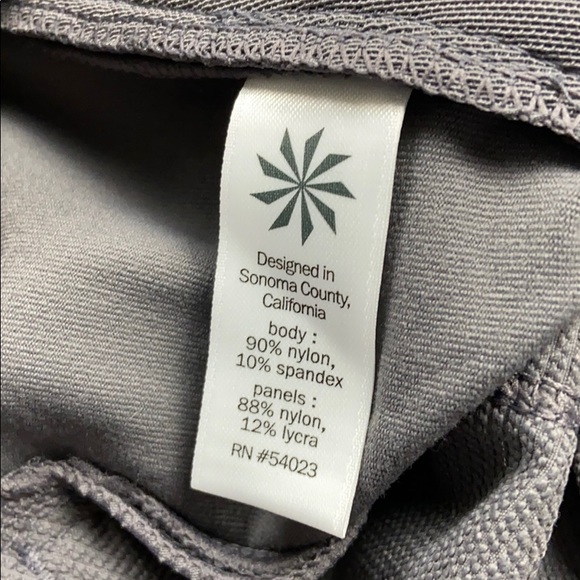 Designed in
Sonoma County,
California
body :
90% nylon,
10% spandex
panels :
88% nylon,
12% lycra
RN #54023